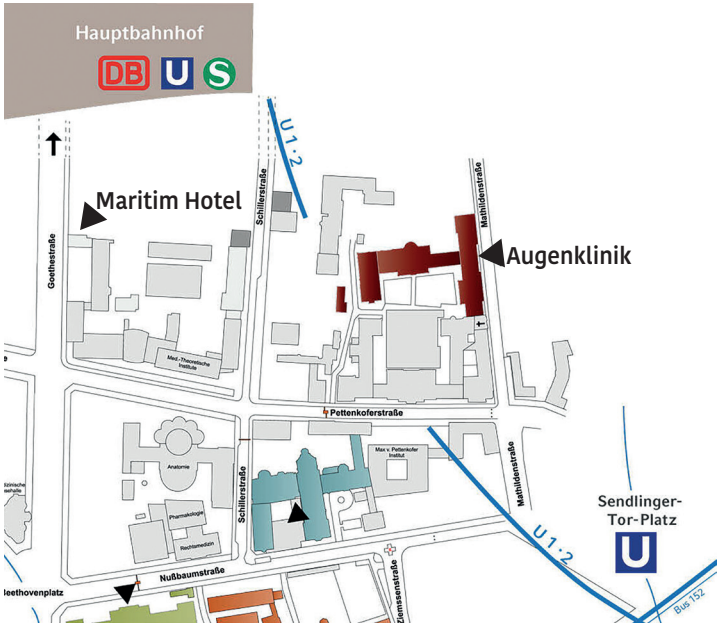 Hauptbahnhof
DB U S
U 1 · 2
Mathildenstraße
Schillerstraße
Maritim Hotel
Goethestraße
Augenklinik
Med.-Theoretische
Institute
Pettenkoferstraße
Max v. Pettenkofer
Institut
Anatomie
Mathildenstraße
Schillerstraße
Pharmakologie
Rechtsmedizin
Sendlinger-
Tor-Platz
U
U 1 · 2
Nußbaumstraße
Ziemssenstraße
Beethovenplatz
Bus 152